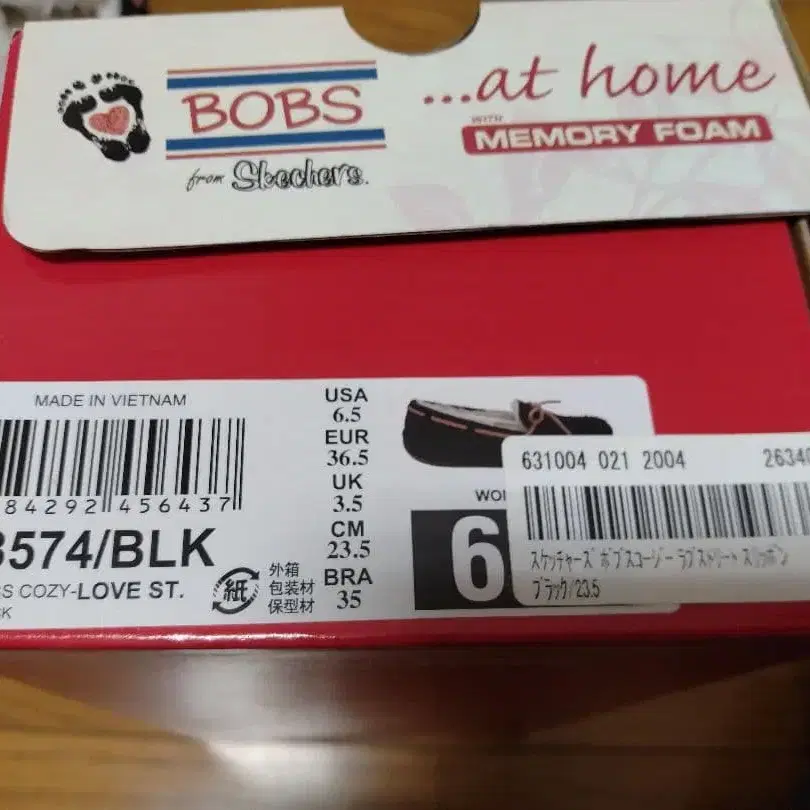 BOBS
from Skechers.
...at home
WITH
MEMORY FOAM
MADE IN VIETNAM
84292 456437
3574/BLK
S COZY-LOVE ST.
CK
紙
外箱
包装材
保型材
USA
6.5
EUR
36.5
UK
3.5
CM
23.5
BRA
35
WO
6
631004 021 2004
2634
スケッチャーズ ボブスコージー ラブストリート スリッポン
ブラック/23.5